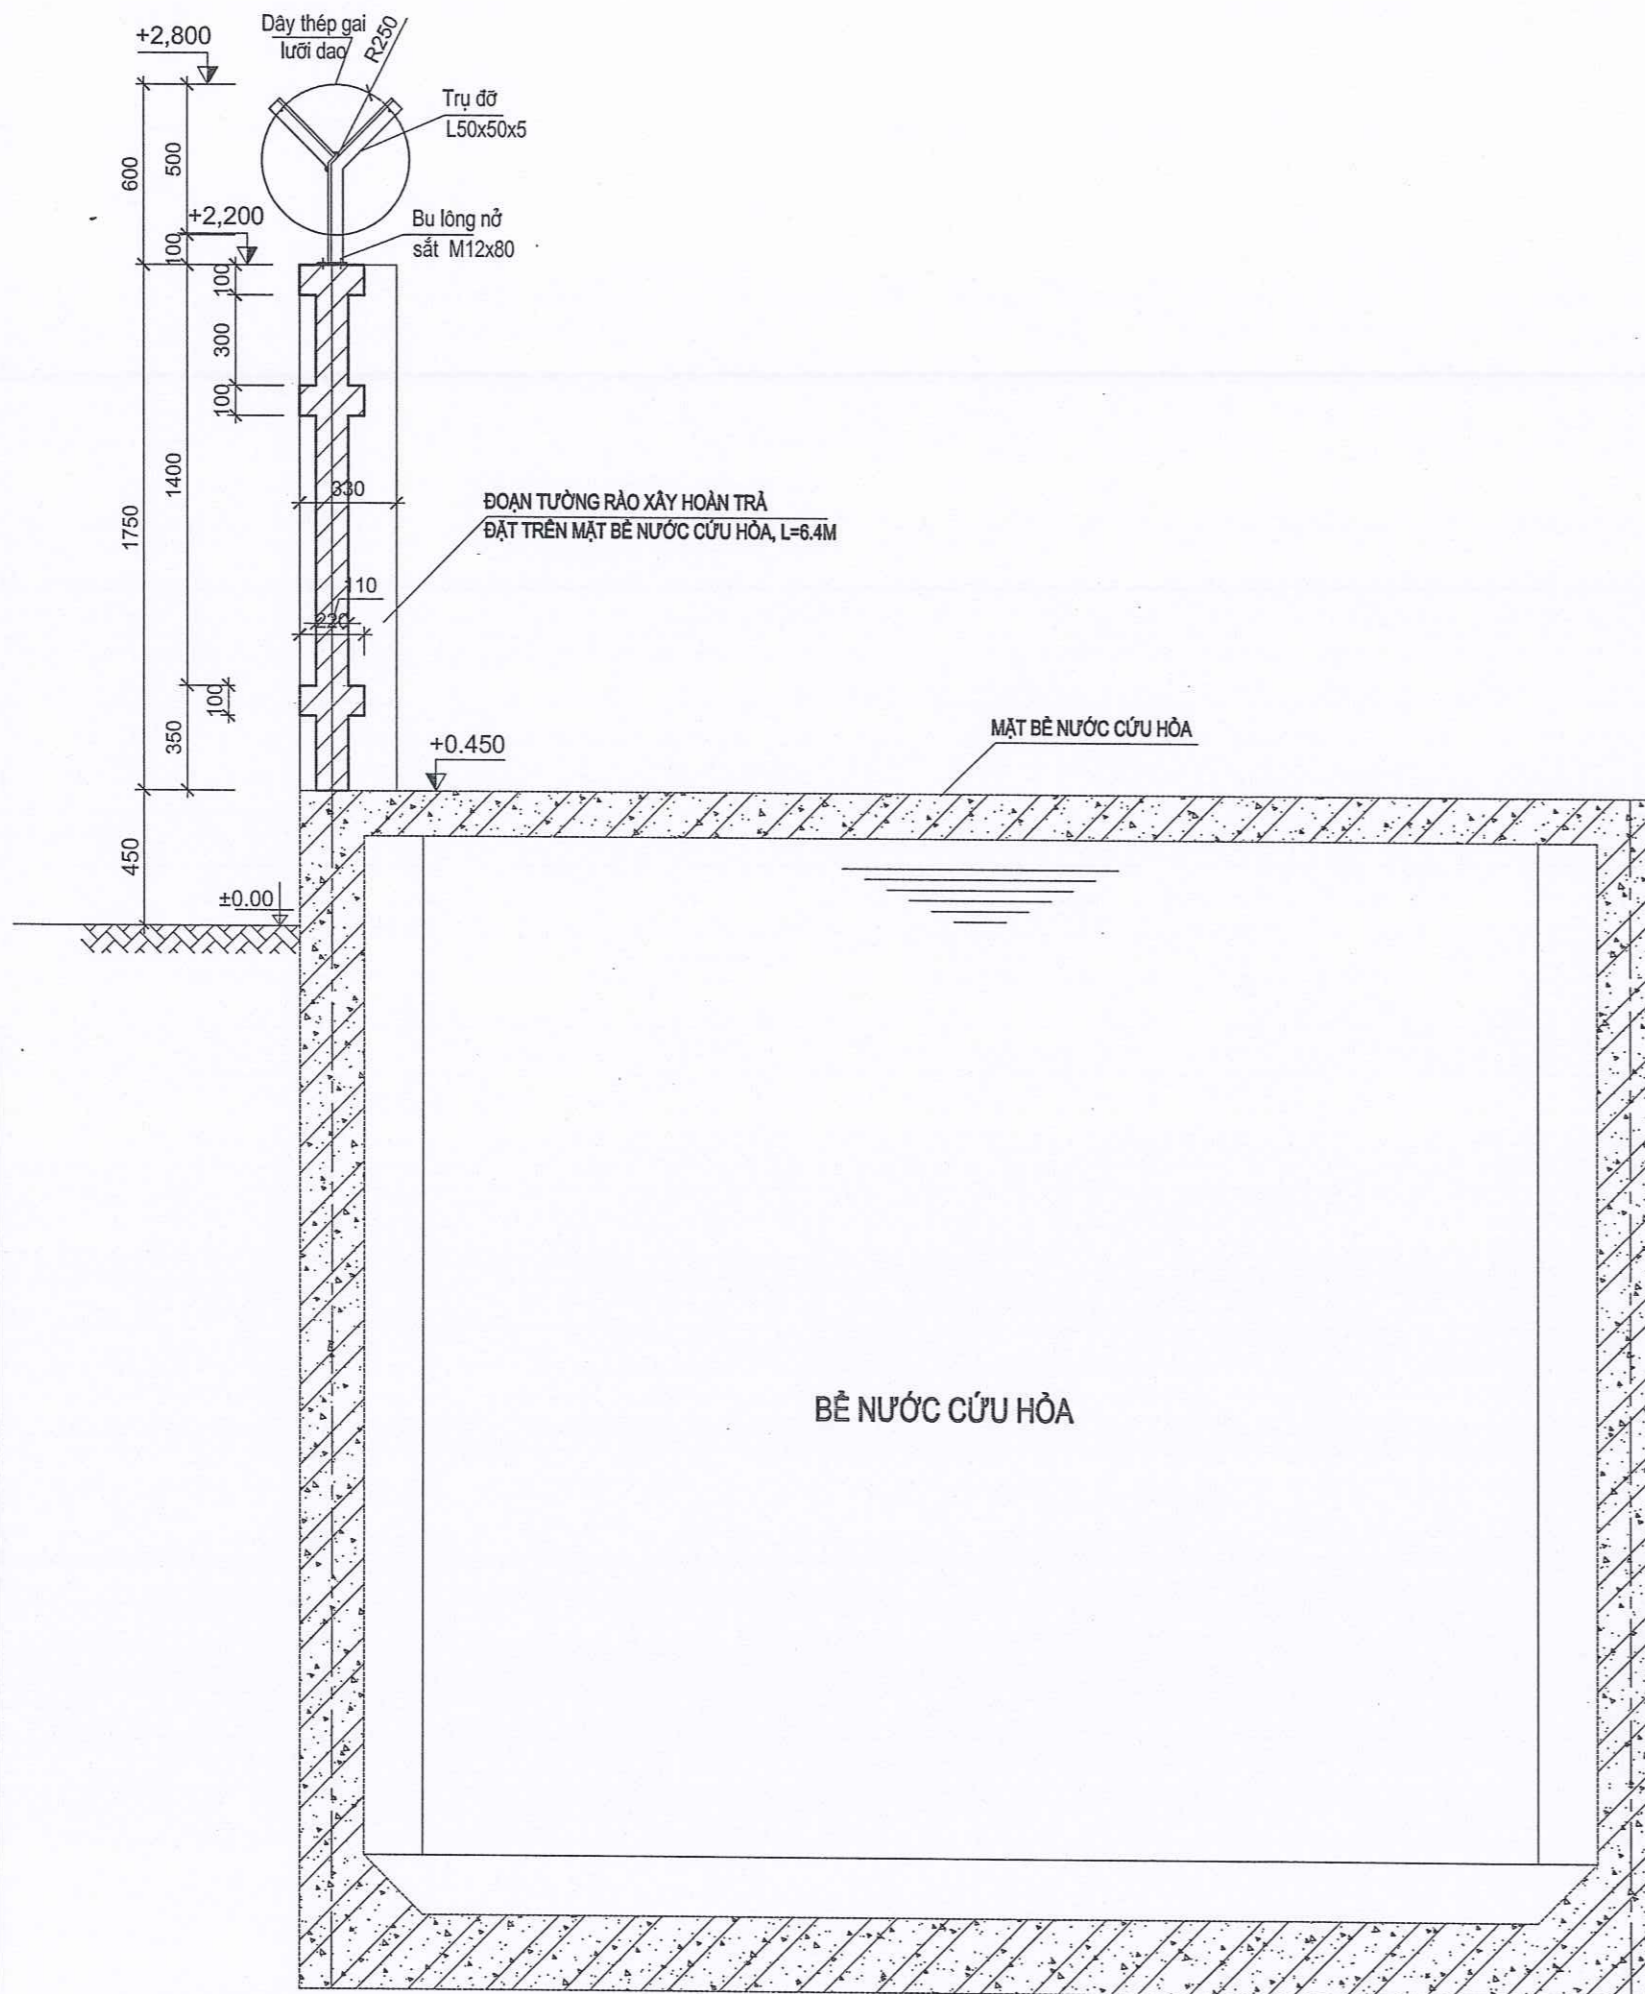 Dây thép gai
lưỡi dao
R250
+2,800
Trụ đỡ
L50x50x5
600
500
+2,200
Bu lông nở
sắt M12x80
100
100
300
100
1400
330
ĐOẠN TƯỜNG RÀO XÂY HOÀN TRẢ
ĐẶT TRÊN MẶT BỂ NƯỚC CỨU HỎA, L=6.4M
1750
110
220
100
350
+0.450
MẶT BỂ NƯỚC CỨU HỎA
450
±0.00
BỂ NƯỚC CỨU HỎA